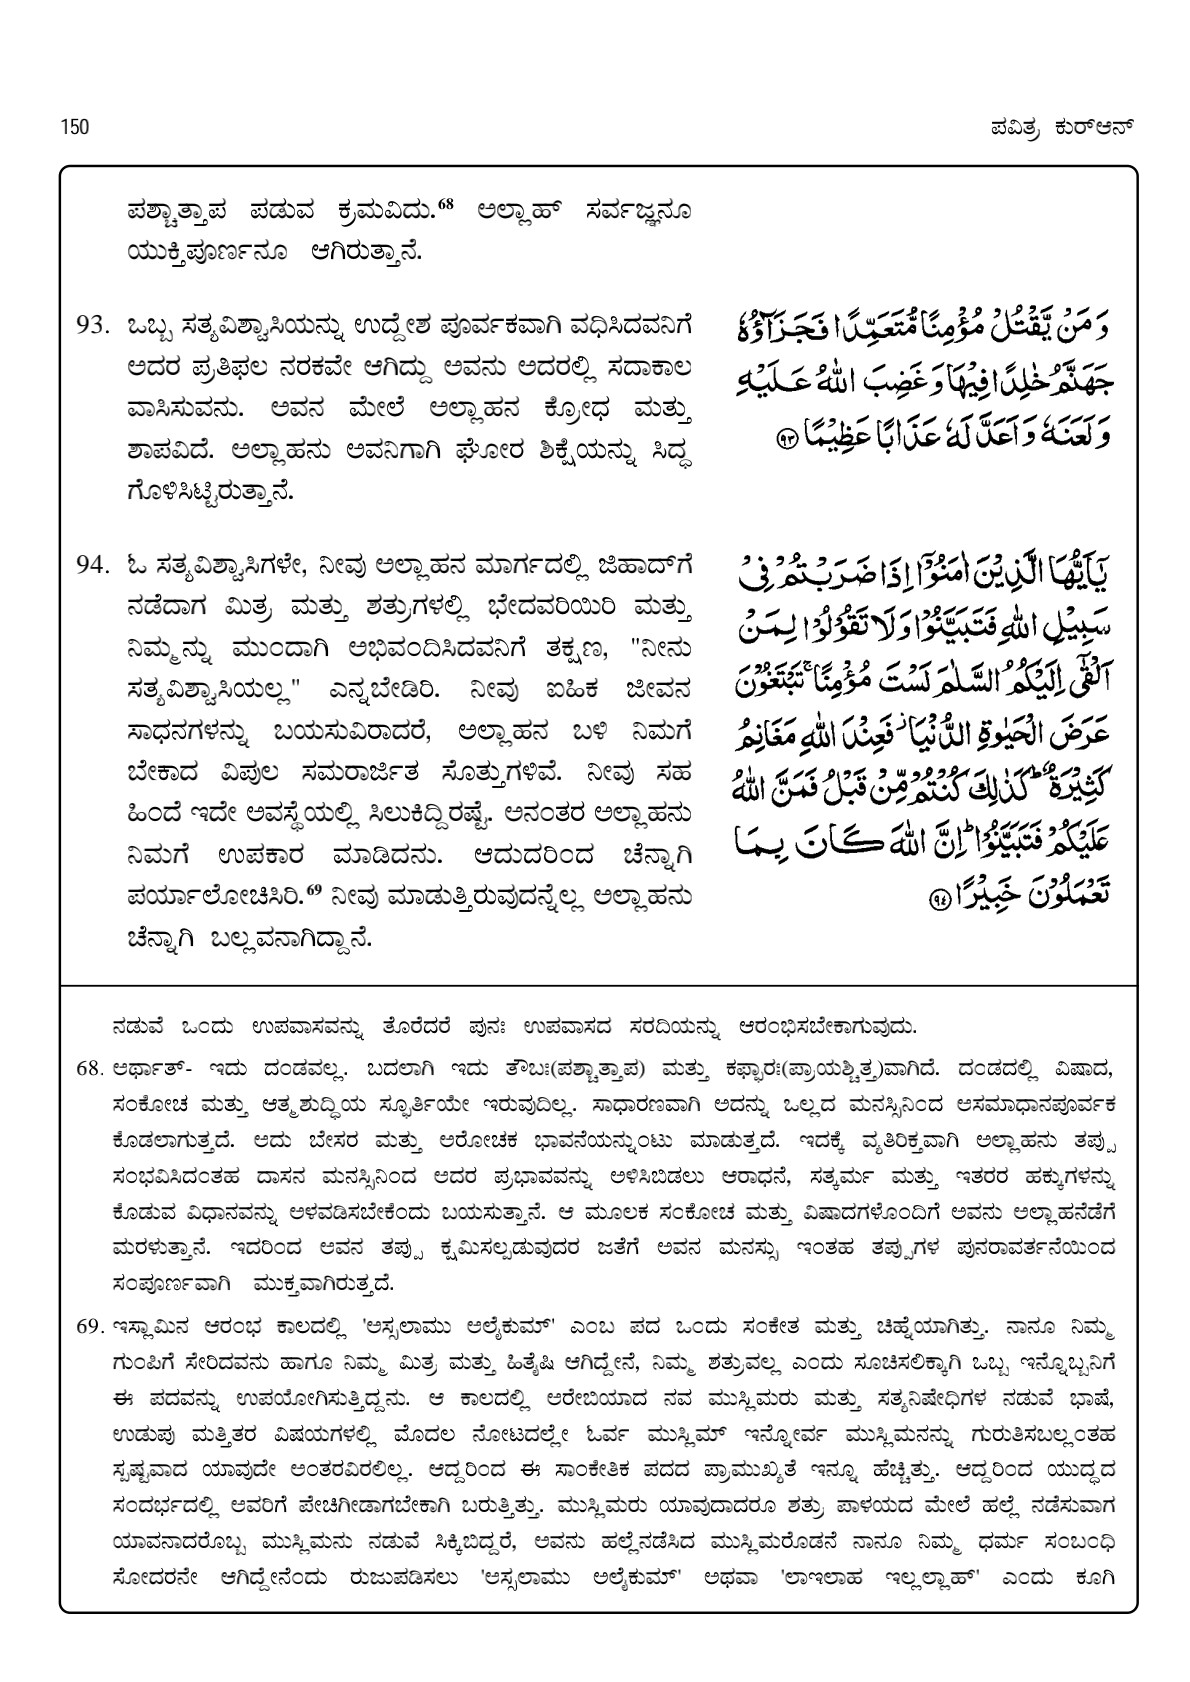 150
ಪವಿತ್ರ ಕುರ್‌ಆನ್
ಪಶ್ಚಾತ್ತಾಪ ಪಡುವ ಕ್ರಮವಿದು.68 ಅಲ್ಲಾಹ್ ಸರ್ವಜ್ಞನೂ
ಯುಕ್ತಿಪೂರ್ಣನೂ ಆಗಿರುತ್ತಾನೆ.
93. ಒಬ್ಬ ಸತ್ಯವಿಶ್ವಾಸಿಯನ್ನು ಉದ್ದೇಶ ಪೂರ್ವಕವಾಗಿ ವಧಿಸಿದವನಿಗೆ
ಅದರ ಪ್ರತಿಫಲ ನರಕವೇ ಆಗಿದ್ದು ಅವನು ಅದರಲ್ಲಿ ಸದಾಕಾಲ
ವಾಸಿಸುವನು. ಅವನ ಮೇಲೆ ಅಲ್ಲಾಹನ ಕ್ರೋಧ ಮತ್ತು
ಶಾಪವಿದೆ. ಅಲ್ಲಾಹನು ಅವನಿಗಾಗಿ ಘೋರ ಶಿಕ್ಷೆಯನ್ನು ಸಿದ್ಧ
ಗೊಳಿಸಿಟ್ಟಿರುತ್ತಾನೆ.
وَمَنْ يَّقْتُلْ مُؤْمِنًا مُّتَعَمِّدًا فَجَزَآؤُهٗ
جَهَنَّمُ خٰلِدًا فِيْهَا وَغَضِبَ اللّٰهُ عَلَيْهِ
وَلَعَنَهٗ وَاَعَدَّ لَهٗ عَذَابًا عَظِيْمًا ﴿٩٣﴾
94. ಓ ಸತ್ಯವಿಶ್ವಾಸಿಗಳೇ, ನೀವು ಅಲ್ಲಾಹನ ಮಾರ್ಗದಲ್ಲಿ ಜಿಹಾದ್‌ಗೆ
ನಡೆದಾಗ ಮಿತ್ರ ಮತ್ತು ಶತ್ರುಗಳಲ್ಲಿ ಭೇದವರಿಯಿರಿ ಮತ್ತು
ನಿಮ್ಮನ್ನು ಮುಂದಾಗಿ ಅಭಿವಂದಿಸಿದವನಿಗೆ ತಕ್ಷಣ, "ನೀನು
ಸತ್ಯವಿಶ್ವಾಸಿಯಲ್ಲ" ಎನ್ನಬೇಡಿರಿ. ನೀವು ಐಹಿಕ ಜೀವನ
ಸಾಧನಗಳನ್ನು ಬಯಸುವಿರಾದರೆ, ಅಲ್ಲಾಹನ ಬಳಿ ನಿಮಗೆ
ಬೇಕಾದ ವಿಪುಲ ಸಮರಾರ್ಜಿತ ಸೊತ್ತುಗಳಿವೆ. ನೀವು ಸಹ
ಹಿಂದೆ ಇದೇ ಅವಸ್ಥೆಯಲ್ಲಿ ಸಿಲುಕಿದ್ದಿರಷ್ಟೆ. ಅನಂತರ ಅಲ್ಲಾಹನು
ನಿಮಗೆ ಉಪಕಾರ ಮಾಡಿದನು. ಆದುದರಿಂದ ಚೆನ್ನಾಗಿ
ಪರ್ಯಾಲೋಚಿಸಿರಿ.69 ನೀವು ಮಾಡುತ್ತಿರುವುದನ್ನೆಲ್ಲ ಅಲ್ಲಾಹನು
ಚೆನ್ನಾಗಿ ಬಲ್ಲವನಾಗಿದ್ದಾನೆ.
يٰٓاَيُّهَا الَّذِيْنَ اٰمَنُوْٓا اِذَا ضَرَبْتُمْ فِيْ
سَبِيْلِ اللّٰهِ فَتَبَيَّنُوْا وَلَا تَقُوْلُوْا لِمَنْ
اَلْقٰٓى اِلَيْكُمُ السَّلٰمَ لَسْتَ مُؤْمِنًا ۚ تَبْتَغُوْنَ
عَرَضَ الْحَيٰوةِ الدُّنْيَا ۡ فَعِنْدَ اللّٰهِ مَغَانِمُ
كَثِيْرَةٌ ۭ كَذٰلِكَ كُنْتُمْ مِّنْ قَبْلُ فَمَنَّ اللّٰهُ
عَلَيْكُمْ فَتَبَيَّنُوْا ۭ اِنَّ اللّٰهَ كَانَ بِمَا
تَعْمَلُوْنَ خَبِيْرًا ﴿٩٤﴾
ನಡುವೆ ಒಂದು ಉಪವಾಸವನ್ನು ತೊರೆದರೆ ಪುನಃ ಉಪವಾಸದ ಸರದಿಯನ್ನು ಆರಂಭಿಸಬೇಕಾಗುವುದು.
68. ಅರ್ಥಾತ್- ಇದು ದಂಡವಲ್ಲ. ಬದಲಾಗಿ ಇದು ತೌಬಃ(ಪಶ್ಚಾತ್ತಾಪ) ಮತ್ತು ಕಫ್ಫಾರಃ(ಪ್ರಾಯಶ್ಚಿತ್ತ)ವಾಗಿದೆ. ದಂಡದಲ್ಲಿ ವಿಷಾದ,
ಸಂಕೋಚ ಮತ್ತು ಆತ್ಮಶುದ್ಧಿಯ ಸ್ಫೂರ್ತಿಯೇ ಇರುವುದಿಲ್ಲ. ಸಾಧಾರಣವಾಗಿ ಅದನ್ನು ಒಲ್ಲದ ಮನಸ್ಸಿನಿಂದ ಅಸಮಾಧಾನಪೂರ್ವಕ
ಕೊಡಲಾಗುತ್ತದೆ. ಅದು ಬೇಸರ ಮತ್ತು ಅರೋಚಕ ಭಾವನೆಯನ್ನುಂಟು ಮಾಡುತ್ತದೆ. ಇದಕ್ಕೆ ವ್ಯತಿರಿಕ್ತವಾಗಿ ಅಲ್ಲಾಹನು ತಪ್ಪು
ಸಂಭವಿಸಿದಂತಹ ದಾಸನ ಮನಸ್ಸಿನಿಂದ ಅದರ ಪ್ರಭಾವವನ್ನು ಅಳಿಸಿಬಿಡಲು ಆರಾಧನೆ, ಸತ್ಕರ್ಮ ಮತ್ತು ಇತರರ ಹಕ್ಕುಗಳನ್ನು
ಕೊಡುವ ವಿಧಾನವನ್ನು ಅಳವಡಿಸಬೇಕೆಂದು ಬಯಸುತ್ತಾನೆ. ಆ ಮೂಲಕ ಸಂಕೋಚ ಮತ್ತು ವಿಷಾದಗಳೊಂದಿಗೆ ಅವನು ಅಲ್ಲಾಹನೆಡೆಗೆ
ಮರಳುತ್ತಾನೆ. ಇದರಿಂದ ಅವನ ತಪ್ಪು ಕ್ಷಮಿಸಲ್ಪಡುವುದರ ಜತೆಗೆ ಅವನ ಮನಸ್ಸು ಇಂತಹ ತಪ್ಪುಗಳ ಪುನರಾವರ್ತನೆಯಿಂದ
ಸಂಪೂರ್ಣವಾಗಿ ಮುಕ್ತವಾಗಿರುತ್ತದೆ.
69. ಇಸ್ಲಾಮಿನ ಆರಂಭ ಕಾಲದಲ್ಲಿ 'ಅಸ್ಸಲಾಮು ಅಲೈಕುಮ್' ಎಂಬ ಪದ ಒಂದು ಸಂಕೇತ ಮತ್ತು ಚಿಹ್ನೆಯಾಗಿತ್ತು. ನಾನೂ ನಿಮ್ಮ
ಗುಂಪಿಗೆ ಸೇರಿದವನು ಹಾಗೂ ನಿಮ್ಮ ಮಿತ್ರ ಮತ್ತು ಹಿತೈಷಿ ಆಗಿದ್ದೇನೆ, ನಿಮ್ಮ ಶತ್ರುವಲ್ಲ ಎಂದು ಸೂಚಿಸಲಿಕ್ಕಾಗಿ ಒಬ್ಬ ಇನ್ನೊಬ್ಬನಿಗೆ
ಈ ಪದವನ್ನು ಉಪಯೋಗಿಸುತ್ತಿದ್ದನು. ಆ ಕಾಲದಲ್ಲಿ ಅರೇಬಿಯಾದ ನವ ಮುಸ್ಲಿಮರು ಮತ್ತು ಸತ್ಯನಿಷೇಧಿಗಳ ನಡುವೆ ಭಾಷೆ,
ಉಡುಪು ಮತ್ತಿತರ ವಿಷಯಗಳಲ್ಲಿ ಮೊದಲ ನೋಟದಲ್ಲೇ ಓರ್ವ ಮುಸ್ಲಿಮ್ ಇನ್ನೋರ್ವ ಮುಸ್ಲಿಮನನ್ನು ಗುರುತಿಸಬಲ್ಲಂತಹ
ಸ್ಪಷ್ಟವಾದ ಯಾವುದೇ ಅಂತರವಿರಲಿಲ್ಲ. ಆದ್ದರಿಂದ ಈ ಸಾಂಕೇತಿಕ ಪದದ ಪ್ರಾಮುಖ್ಯತೆ ಇನ್ನೂ ಹೆಚ್ಚಿತ್ತು. ಆದ್ದರಿಂದ ಯುದ್ಧದ
ಸಂದರ್ಭದಲ್ಲಿ ಅವರಿಗೆ ಪೇಚಿಗೀಡಾಗಬೇಕಾಗಿ ಬರುತ್ತಿತ್ತು. ಮುಸ್ಲಿಮರು ಯಾವುದಾದರೂ ಶತ್ರು ಪಾಳಯದ ಮೇಲೆ ಹಲ್ಲೆ ನಡೆಸುವಾಗ
ಯಾವನಾದರೊಬ್ಬ ಮುಸ್ಲಿಮನು ನಡುವೆ ಸಿಕ್ಕಿಬಿದ್ದರೆ, ಅವನು ಹಲ್ಲೆನಡೆಸಿದ ಮುಸ್ಲಿಮರೊಡನೆ ನಾನೂ ನಿಮ್ಮ ಧರ್ಮ ಸಂಬಂಧಿ
ಸೋದರನೇ ಆಗಿದ್ದೇನೆಂದು ರುಜುಪಡಿಸಲು 'ಅಸ್ಸಲಾಮು ಅಲೈಕುಮ್' ಅಥವಾ 'ಲಾಇಲಾಹ ಇಲ್ಲಲ್ಲಾಹ್' ಎಂದು ಕೂಗಿ